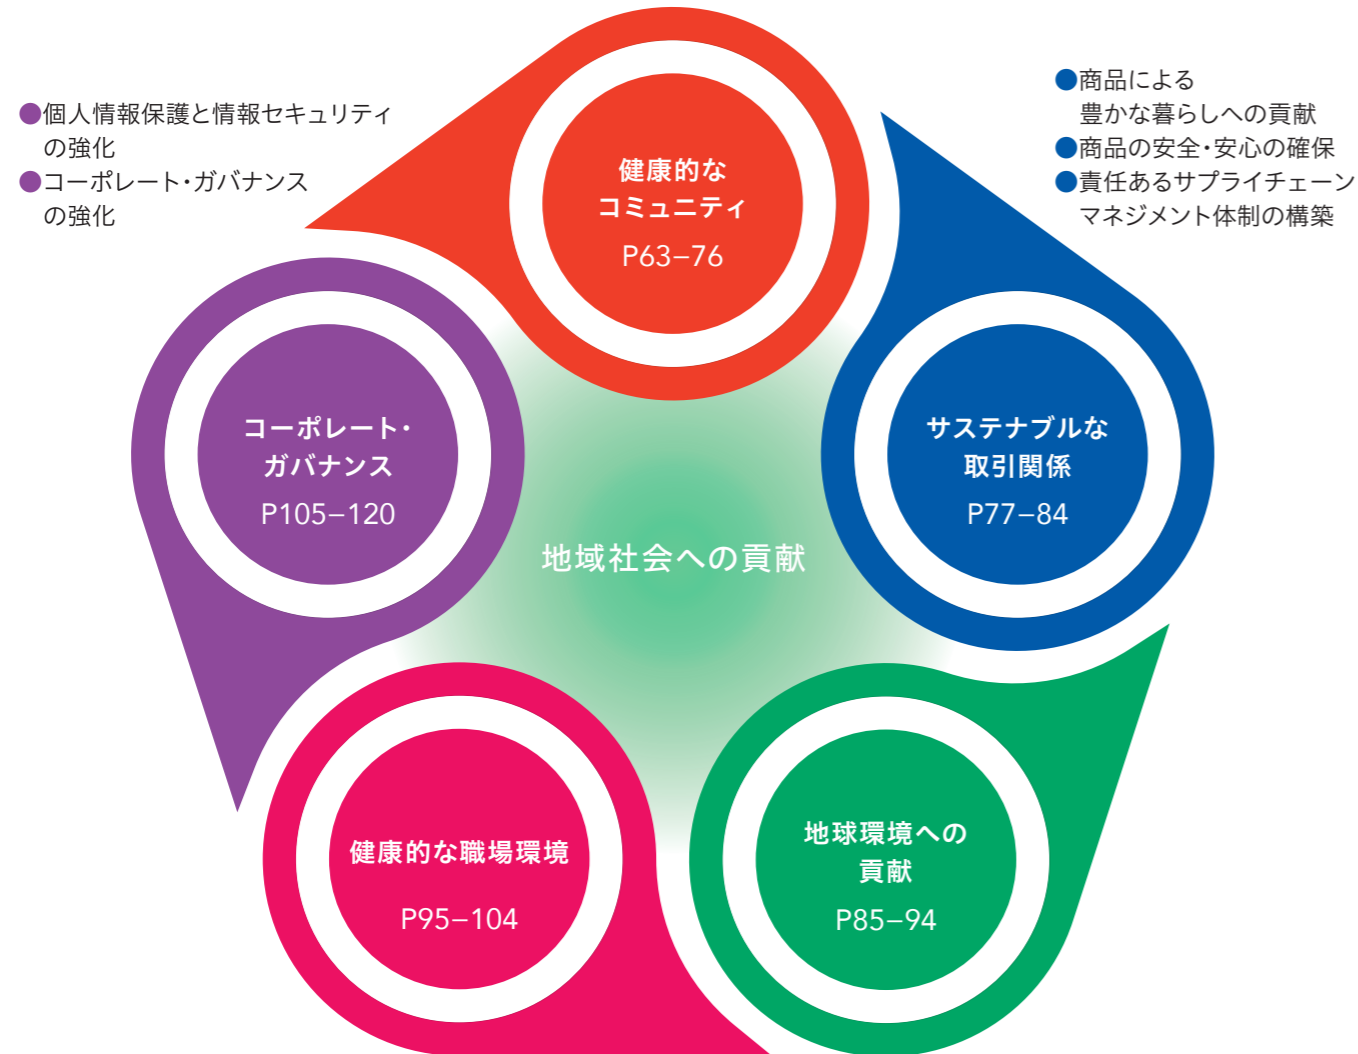 ●個人情報保護と情報セキュリティ
の強化
●コーポレート・ガバナンス
の強化
●商品による
豊かな暮らしへの貢献
●商品の安全・安心の確保
●責任あるサプライチェーン
マネジメント体制の構築
健康的な
コミュニティ
P63–76
コーポレート・
ガバナンス
P105–120
サステナブルな
取引関係
P77–84
地域社会への貢献
健康的な職場環境
P95–104
地球環境への
貢献
P85–94